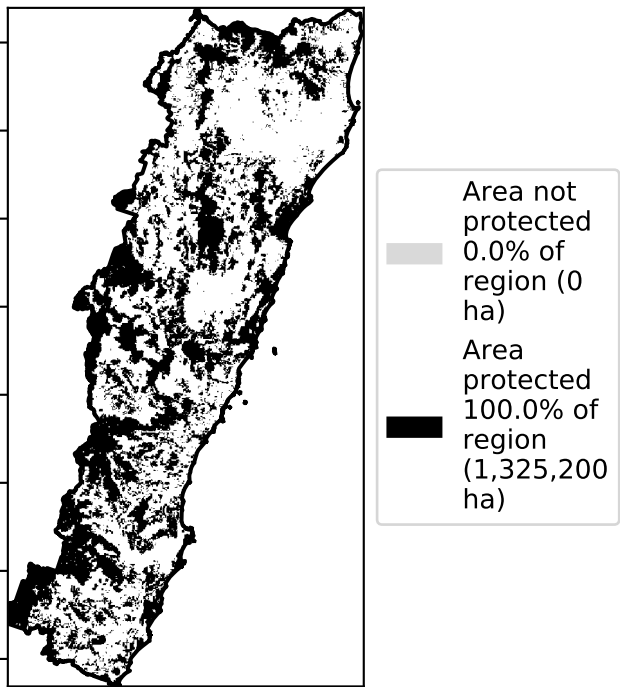 Area not
protected
0.0% of
region (0
ha)
Area
protected
100.0% of
region
(1,325,200
ha)